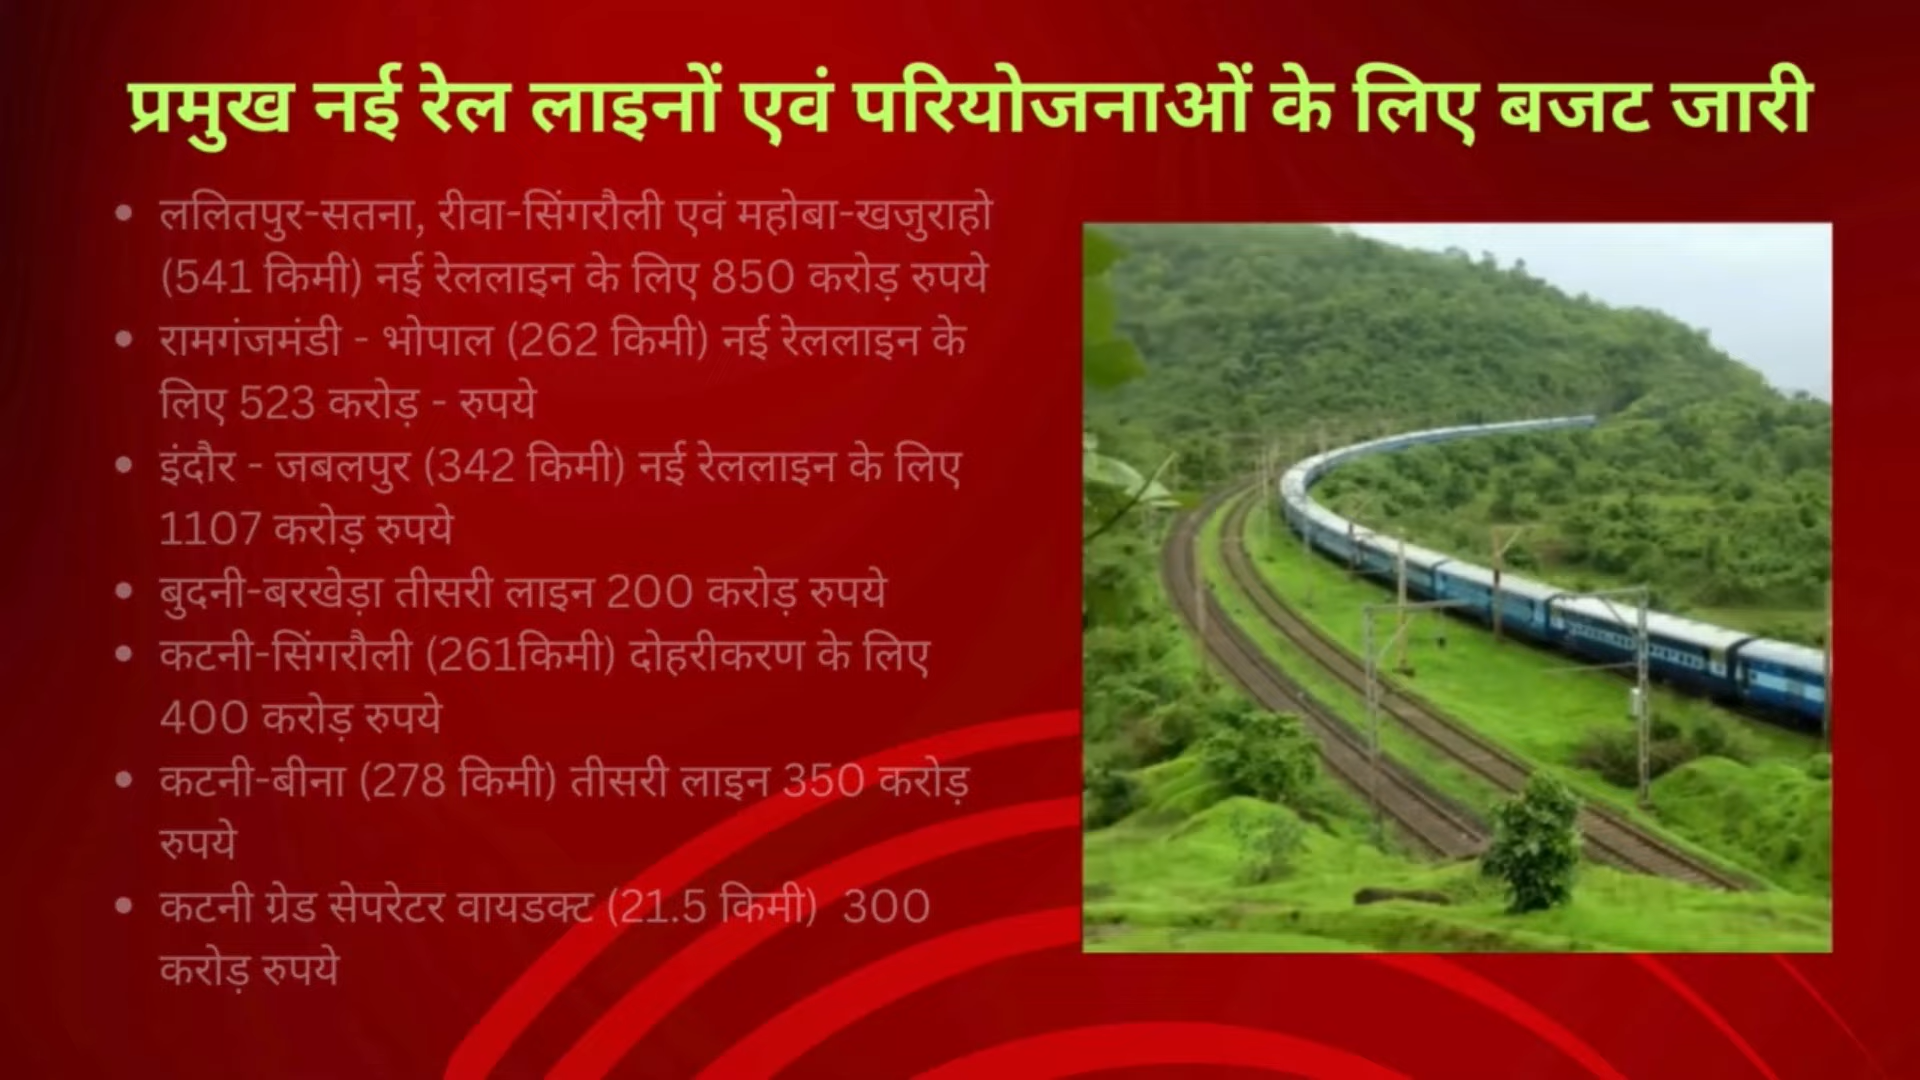 प्रमुख नई रेल लाइनों एवं परियोजनाओं के लिए बजट जारी
• ललितपुर-सतना, रीवा-सिंगरौली एवं महोबा-खजुराहो
(541 किमी) नई रेललाइन के लिए 850 करोड़ रुपये
• रामगंजमंडी - भोपाल (262 किमी) नई रेललाइन के
लिए 523 करोड़ - रुपये
• इंदौर - जबलपुर (342 किमी) नई रेललाइन के लिए
1107 करोड़ रुपये
• बुदनी-बरखेड़ा तीसरी लाइन 200 करोड़ रुपये
• कटनी-सिंगरौली (261किमी) दोहरीकरण के लिए
400 करोड़ रुपये
• कटनी-बीना (278 किमी) तीसरी लाइन 350 करोड़
रुपये
• कटनी ग्रेड सेपरेटर वायडक्ट (21.5 किमी) 300
करोड़ रुपये